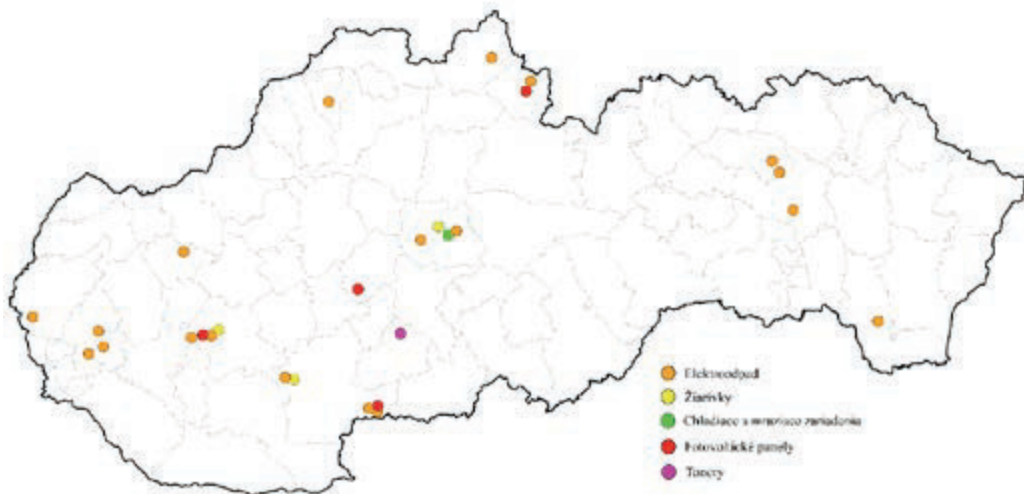 Elektroodpad
Žiarivky
Chladiace a mraziace zariadenia
Fotovoltické panely
Tonery